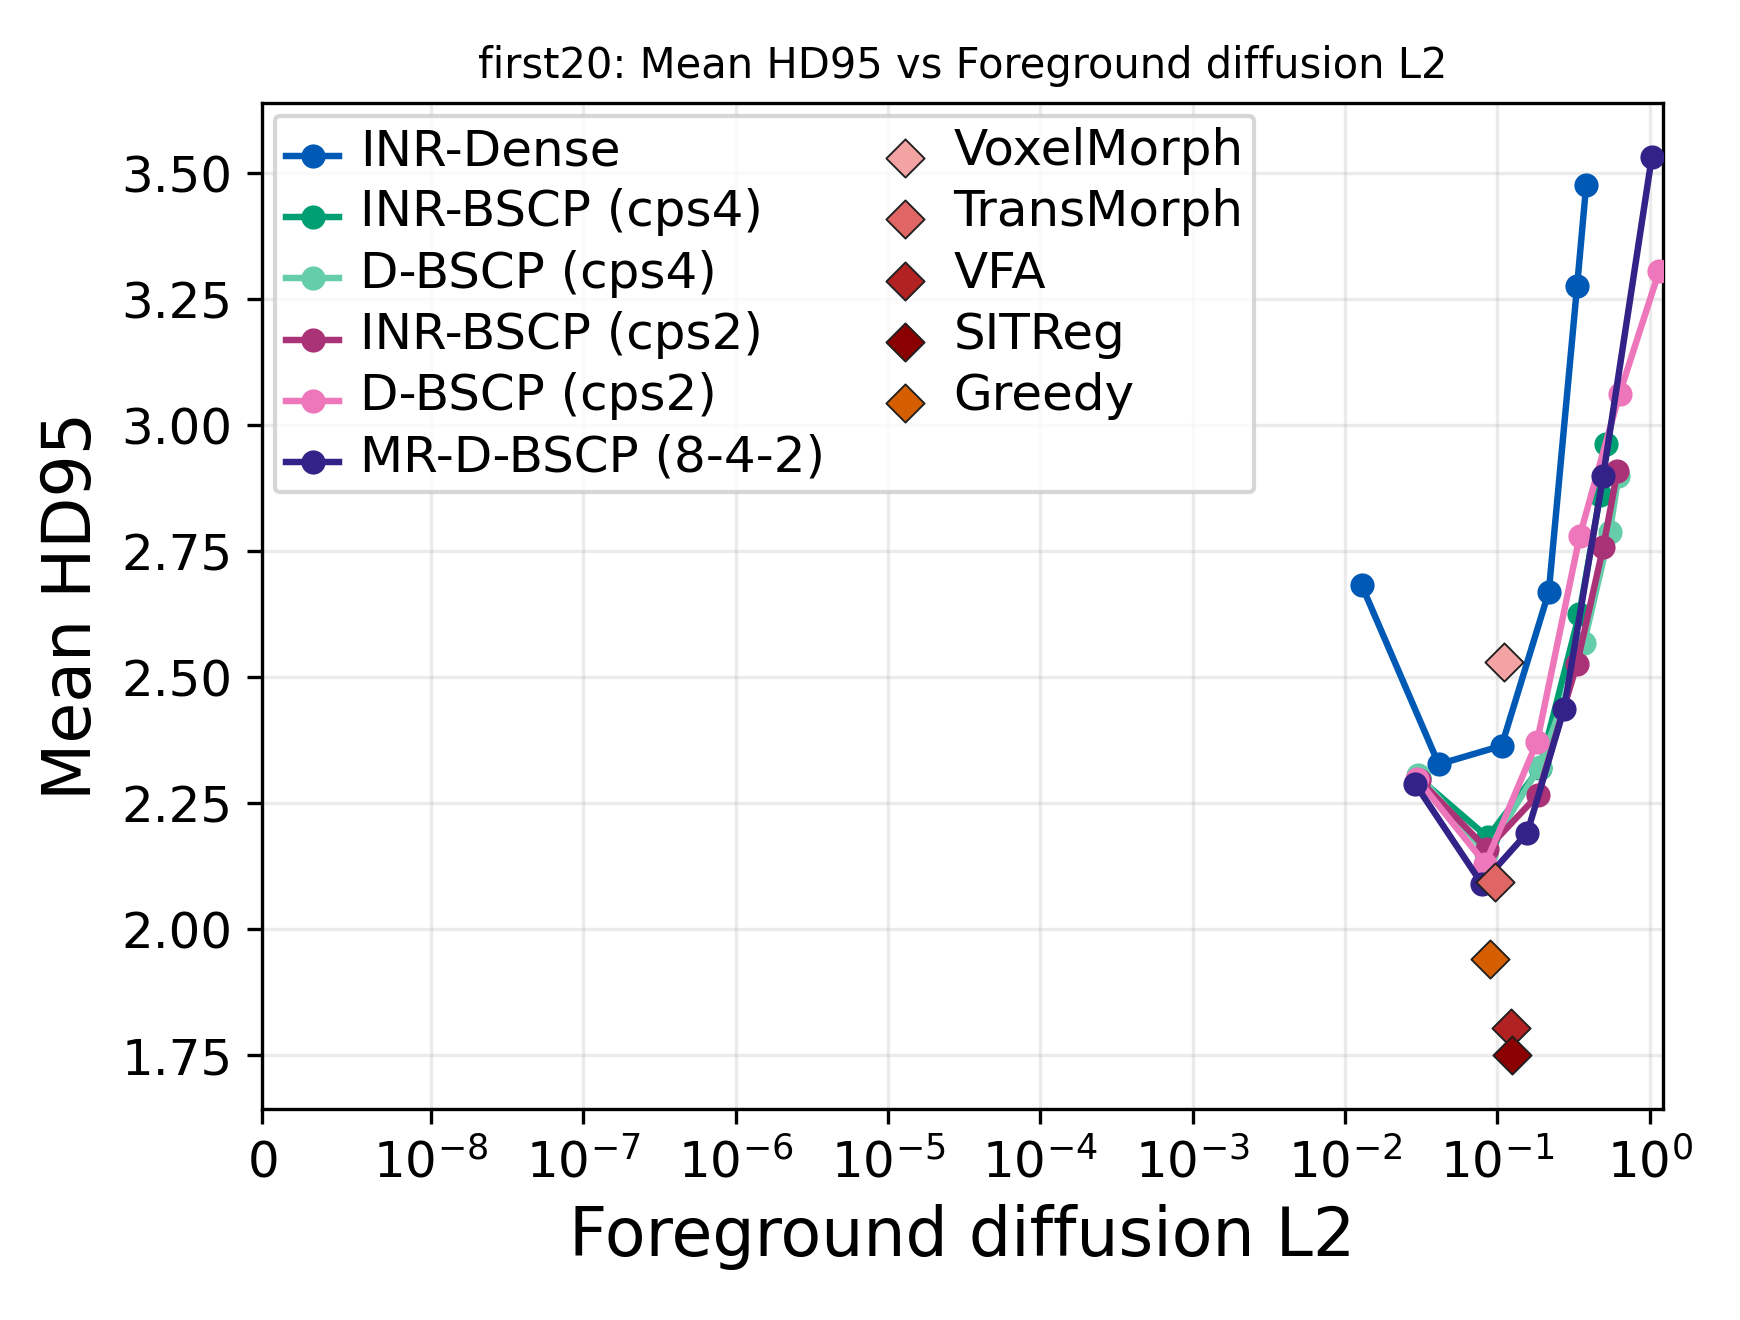 first20: Mean HD95 vs Foreground diffusion L2
INR-Dense
INR-BSCP (cps4)
D-BSCP (cps4)
INR-BSCP (cps2)
D-BSCP (cps2)
MR-D-BSCP (8-4-2)
VoxelMorph
TransMorph
VFA
SITReg
Greedy
Mean HD95
3.50
3.25
3.00
2.75
2.50
2.25
2.00
1.75
0 10⁻⁸ 10⁻⁷ 10⁻⁶ 10⁻⁵ 10⁻⁴ 10⁻³ 10⁻² 10⁻¹ 10⁰
Foreground diffusion L2